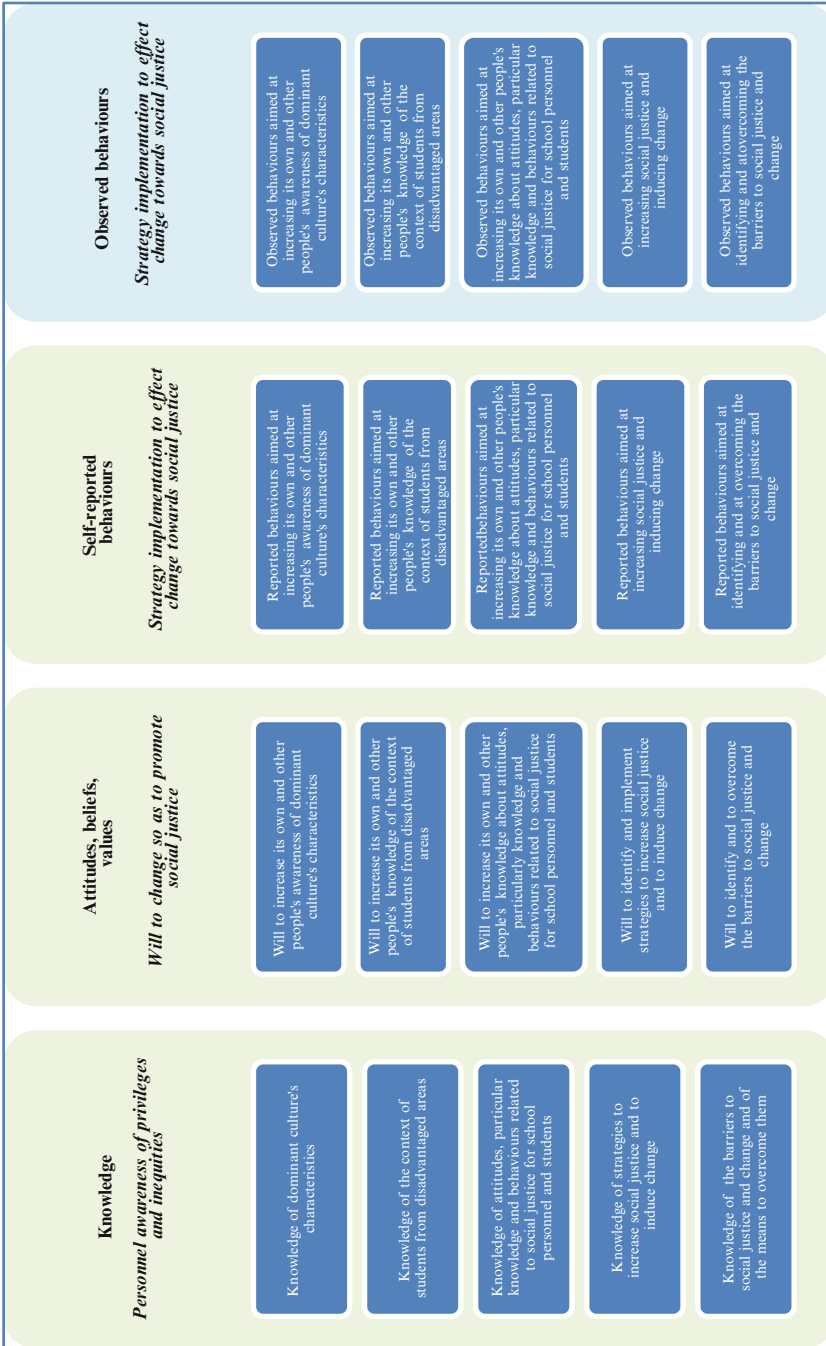 Knowledge
Personnel awareness of privileges
and inequities
Knowledge of dominant culture's
characteristics
Knowledge of the context of
students from disadvantaged areas
Knowledge of attitudes, particular
knowledge and behaviours related
to social justice for school
personnel and students
Knowledge of strategies to
increase social justice and to
induce change
Knowledge of the barriers to
social justice and change and of
the means to overcome them
Attitudes, beliefs,
values
Will to change so as to promote
social justice
Will to increase its own and other
people's awareness of dominant
culture's characteristics
Will to increase its own and other
people's knowledge of the context
of students from disadvantaged
areas
Will to increase its own and other
people's knowledge about attitudes,
particularly knowledge and
behaviours related to social justice
for school personnel and students
Will to identify and implement
strategies to increase social justice
and to induce change
Will to identify and to overcome
the barriers to social justice and
change
Self-reported
behaviours
Strategy implementation to effect
change towards social justice
Reported behaviours aimed at
increasing its own and other
people's awareness of dominant
culture's characteristics
Reported behaviours aimed at
increasing its own and other
people's knowledge of the
context of students from
disadvantaged areas
Reportedbehaviours aimed at
increasing its own and other people's
knowledge about attitudes, particular
knowledge and behaviours related to
social justice for school personnel
and students
Reported behaviours aimed at
increasing social justice and
inducing change
Reported behaviours aimed at
identifying and at overcoming the
barriers to social justice and
change
Observed behaviours
Strategy implementation to effect
change towards social justice
Observed behaviours aimed at
increasing its own and other
people's awareness of dominant
culture's characteristics
Observed behaviours aimed at
increasing its own and other
people's knowledge of the
context of students from
disadvantaged areas
Observed behaviours aimed at
increasing its own and other people's
knowledge about attitudes, particular
knowledge and behaviours related to
social justice for school personnel
and students
Observed behaviours aimed at
increasing social justice and
inducing change
Observed behaviours aimed at
identifying and atovercoming the
barriers to social justice and
change